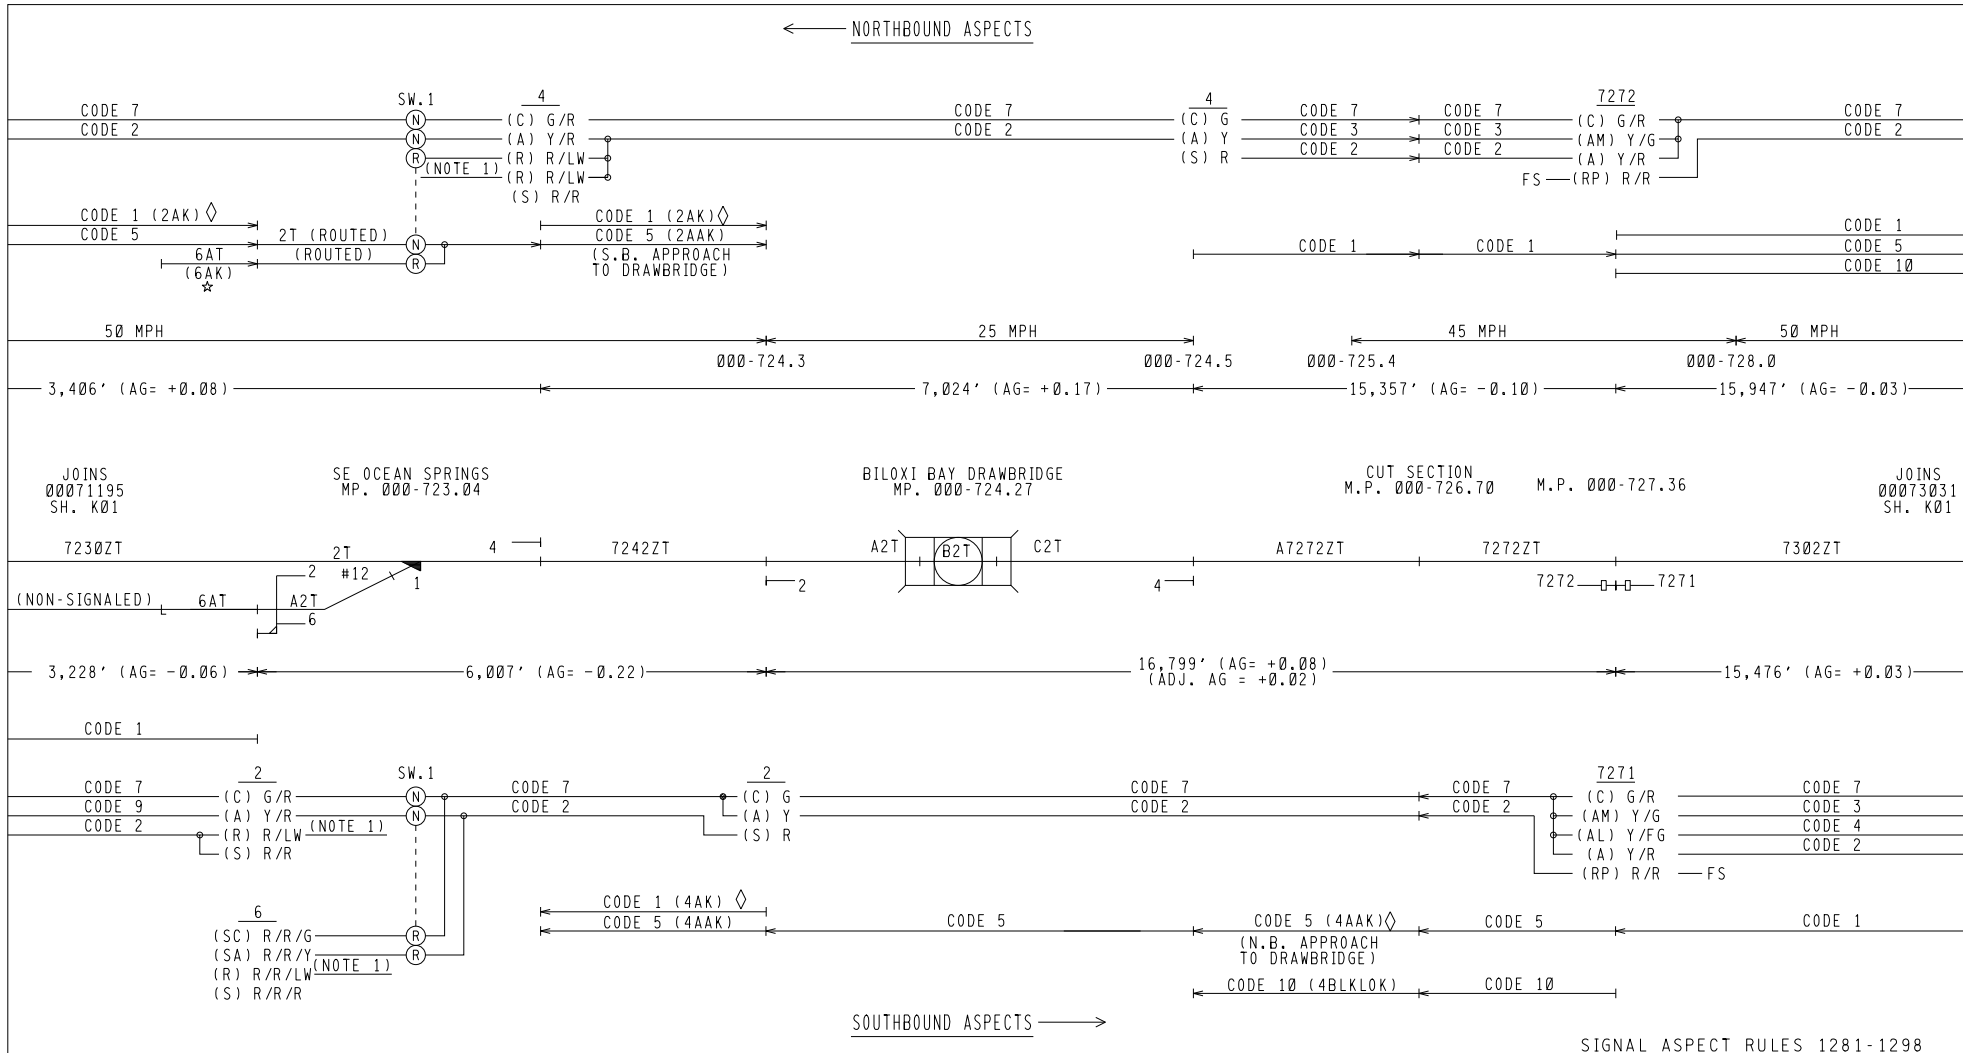 NORTHBOUND ASPECTS
CODE 7
CODE 2
SW.1
N
N
R
(NOTE 1)
4
(C) G/R
(A) Y/R
(R) R/LW
(R) R/LW
(S) R/R
CODE 7
CODE 2
4
(C) G
(A) Y
(S) R
CODE 7
CODE 3
CODE 2
CODE 7
CODE 3
CODE 2
7272
(C) G/R
(AM) Y/G
(A) Y/R
FS (RP) R/R
CODE 7
CODE 2
CODE 1 (2AK)
CODE 5
6AT
(6AK)
2T (ROUTED)
(ROUTED)
N
R
CODE 1 (2AK)
CODE 5 (2AAK)
(S.B. APPROACH
TO DRAWBRIDGE)
CODE 1
CODE 1
CODE 1
CODE 5
CODE 10
50 MPH
25 MPH
45 MPH
50 MPH
000-724.3
000-724.5
000-725.4
000-728.0
3,406' (AG= +0.08)
7,024' (AG= +0.17)
15,357' (AG= -0.10)
15,947' (AG= -0.03)
JOINS
00071195
SH. K01
SE OCEAN SPRINGS
MP. 000-723.04
BILOXI BAY DRAWBRIDGE
MP. 000-724.27
CUT SECTION
M.P. 000-726.70
M.P. 000-727.36
JOINS
00073031
SH. K01
7230ZT
2T
4
7242ZT
A2T
B2T
C2T
A7272ZT
7272ZT
7302ZT
2
#12
1
2
4
7272
7271
(NON-SIGNALED)
6AT
A2T
6
3,228' (AG= -0.06)
6,007' (AG= -0.22)
16,799' (AG= +0.08)
(ADJ. AG = +0.02)
15,476' (AG= +0.03)
CODE 1
CODE 7
CODE 9
CODE 2
2
(C) G/R
(A) Y/R
(R) R/LW
(S) R/R
(NOTE 1)
SW.1
N
N
CODE 7
CODE 2
2
(C) G
(A) Y
(S) R
CODE 7
CODE 2
CODE 7
CODE 2
7271
(C) G/R
(AM) Y/G
(AL) Y/FG
(A) Y/R
(RP) R/R FS
CODE 7
CODE 3
CODE 4
CODE 2
6
(SC) R/R/G
(SA) R/R/Y
(R) R/R/LW
(S) R/R/R
(NOTE 1)
R
R
CODE 1 (4AK)
CODE 5 (4AAK)
CODE 5
CODE 5 (4AAK)
(N.B. APPROACH
TO DRAWBRIDGE)
CODE 5
CODE 1
CODE 10 (4BLKLOK)
CODE 10
SOUTHBOUND ASPECTS
SIGNAL ASPECT RULES 1281-1298